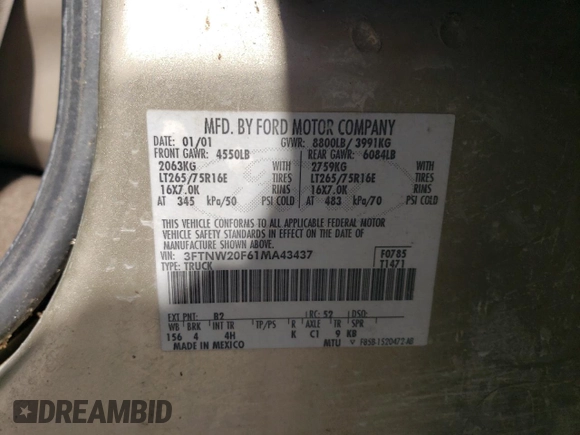 MFD. BY FORD MOTOR COMPANY
DATE: 01/01 GVWR: 8800LB/ 3991KG
FRONT GAWR: 4550LB REAR GAWR: 6084LB
2063KG WITH 2759KG WITH
LT265/75R16E TIRES LT265/75R16E TIRES
16X7.0K RIMS 16X7.0K RIMS
AT 345 kPa/50 PSI COLD AT 483 kPa/70 PSI COLD
THIS VEHICLE CONFORMS TO ALL APPLICABLE FEDERAL MOTOR
VEHICLE SAFETY STANDARDS IN EFFECT ON THE DATE OF
MANUFACTURE SHOWN ABOVE.
VIN: 3FTNW20F61MA43437 F0785
TYPE: TRUCK T1471
EXT PNT: B2 RC: 52 DSO:
WB BRK INT TR TP/PS R AXLE TR SPR
156 4 4H K C1 9 KB
MADE IN MEXICO MTU F85B-1520472-AB
DREAMBID